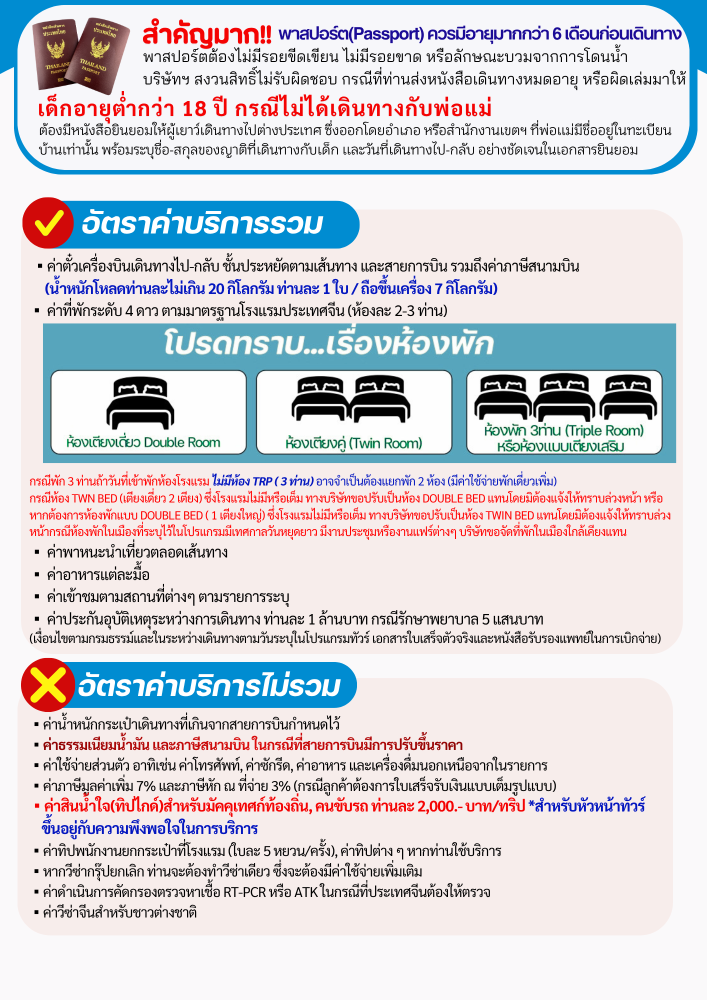 หนังสือเดินทาง
ประเทศไทย
THAILAND
PASSPORT
หนังสือเดินทาง
ประเทศไทย
THAILAND
PASSPORT
สำคัญมาก!! พาสปอร์ต(Passport) ควรมีอายุมากกว่า 6 เดือนก่อนเดินทาง
พาสปอร์ตต้องไม่มีรอยขีดเขียน ไม่มีรอยขาด หรือลักษณะบวมจากการโดนน้ำ
บริษัทฯ สงวนสิทธิ์ไม่รับผิดชอบ กรณีที่ท่านส่งหนังสือเดินทางหมดอายุ หรือผิดเล่มมาให้
เด็กอายุต่ำกว่า 18 ปี กรณีไม่ได้เดินทางกับพ่อแม่
ต้องมีหนังสือยินยอมให้ผู้เยาว์เดินทางไปต่างประเทศ ซึ่งออกโดยอำเภอ หรือสำนักงานเขตฯ ที่พ่อแม่มีชื่ออยู่ในทะเบียน
บ้านเท่านั้น พร้อมระบุชื่อ-สกุลของญาติที่เดินทางกับเด็ก และวันที่เดินทางไป-กลับ อย่างชัดเจนในเอกสารยินยอม
อัตราค่าบริการรวม
▪ ค่าตั๋วเครื่องบินเดินทางไป-กลับ ชั้นประหยัดตามเส้นทาง และสายการบิน รวมถึงค่าภาษีสนามบิน
(น้ำหนักโหลดท่านละไม่เกิน 20 กิโลกรัม ท่านละ 1 ใบ / ถือขึ้นเครื่อง 7 กิโลกรัม)
▪ ค่าที่พักระดับ 4 ดาว ตามมาตรฐานโรงแรมประเทศจีน (ห้องละ 2-3 ท่าน)
โปรดทราบ...เรื่องห้องพัก
ห้องเตียงเดี่ยว Double Room
ห้องเตียงคู่ (Twin Room)
ห้องพัก 3ท่าน (Triple Room)
หรือห้องแบบเตียงเสริม
กรณีพัก 3 ท่านถ้าวันที่เข้าพักห้องโรงแรม ไม่มีห้อง TRP ( 3 ท่าน) อาจจำเป็นต้องแยกพัก 2 ห้อง (มีค่าใช้จ่ายพักเดี่ยวเพิ่ม)
กรณีห้อง TWN BED (เตียงเดี่ยว 2 เตียง) ซึ่งโรงแรมไม่มีหรือเต็ม ทางบริษัทขอปรับเป็นห้อง DOUBLE BED แทนโดยมิต้องแจ้งให้ทราบล่วงหน้า หรือ
หากต้องการห้องพักแบบ DOUBLE BED ( 1 เตียงใหญ่) ซึ่งโรงแรมไม่มีหรือเต็ม ทางบริษัทขอปรับเป็นห้อง TWIN BED แทนโดยมิต้องแจ้งให้ทราบล่วง
หน้ากรณีห้องพักในเมืองที่ระบุไว้ในโปรแกรมมีเทศกาลวันหยุดยาว มีงานประชุมหรืองานแฟร์ต่างๆ บริษัทขอจัดที่พักในเมืองใกล้เคียงแทน
▪ ค่าพาหนะนำเที่ยวตลอดเส้นทาง
▪ ค่าอาหารแต่ละมื้อ
▪ ค่าเข้าชมตามสถานที่ต่างๆ ตามรายการระบุ
▪ ค่าประกันอุบัติเหตุระหว่างการเดินทาง ท่านละ 1 ล้านบาท กรณีรักษาพยาบาล 5 แสนบาท
(เงื่อนไขตามกรมธรรม์และในระหว่างเดินทางตามวันระบุในโปรแกรมทัวร์ เอกสารใบเสร็จตัวจริงและหนังสือรับรองแพทย์ในการเบิกจ่าย)
อัตราค่าบริการไม่รวม
▪ ค่าน้ำหนักกระเป๋าเดินทางที่เกินจากสายการบินกำหนดไว้
▪ ค่าธรรมเนียมน้ำมัน และภาษีสนามบิน ในกรณีที่สายการบินมีการปรับขึ้นราคา
▪ ค่าใช้จ่ายส่วนตัว อาทิเช่น ค่าโทรศัพท์, ค่าซักรีด, ค่าอาหาร และเครื่องดื่มนอกเหนือจากในรายการ
▪ ค่าภาษีมูลค่าเพิ่ม 7% และภาษีหัก ณ ที่จ่าย 3% (กรณีลูกค้าต้องการใบเสร็จรับเงินแบบเต็มรูปแบบ)
▪ ค่าสินน้ำใจ(ทิปไกด์)สำหรับมัคคุเทศก์ท้องถิ่น, คนขับรถ ท่านละ 2,000.- บาท/ทริป *สำหรับหัวหน้าทัวร์
ขึ้นอยู่กับความพึงพอใจในการบริการ
▪ ค่าทิปพนักงานยกกระเป๋าที่โรงแรม (ใบละ 5 หยวน/ครั้ง), ค่าทิปต่าง ๆ หากท่านใช้บริการ
▪ หากวีซ่ากรุ๊ปยกเลิก ท่านจะต้องทำวีซ่าเดียว ซึ่งจะต้องมีค่าใช้จ่ายเพิ่มเติม
▪ ค่าดำเนินการคัดกรองตรวจหาเชื้อ RT-PCR หรือ ATK ในกรณีที่ประเทศจีนต้องให้ตรวจ
▪ ค่าวีซ่าจีนสำหรับชาวต่างชาติ